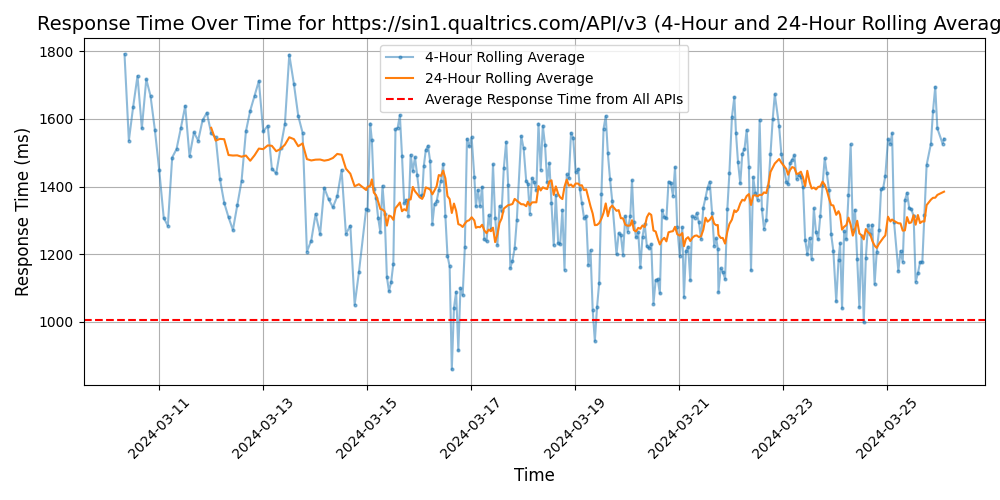 Response Time Over Time for https://sin1.qualtrics.com/API/v3 (4-Hour and 24-Hour Rolling Averag
4-Hour Rolling Average
24-Hour Rolling Average
Average Response Time from All APIs
Response Time (ms)
1800
1600
1400
1200
1000
2024-03-11
2024-03-13
2024-03-15
2024-03-17
2024-03-19
2024-03-21
2024-03-23
2024-03-25
Time